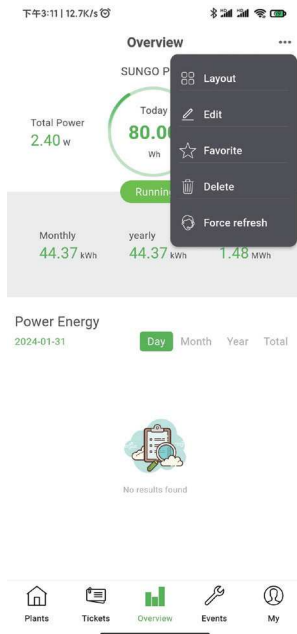 下午3:11 | 12.7K/s
Overview
SUNGO P
Layout
Edit
Favorite
Delete
Force refresh
Total Power
2.40 w
Today
80.0
Wh
Running
Monthly
44.37 kWh
yearly
44.37 kWh
1.48 MWh
Power Energy
2024-01-31
Day Month Year Total
No results found
Plants Tickets Overview Events My